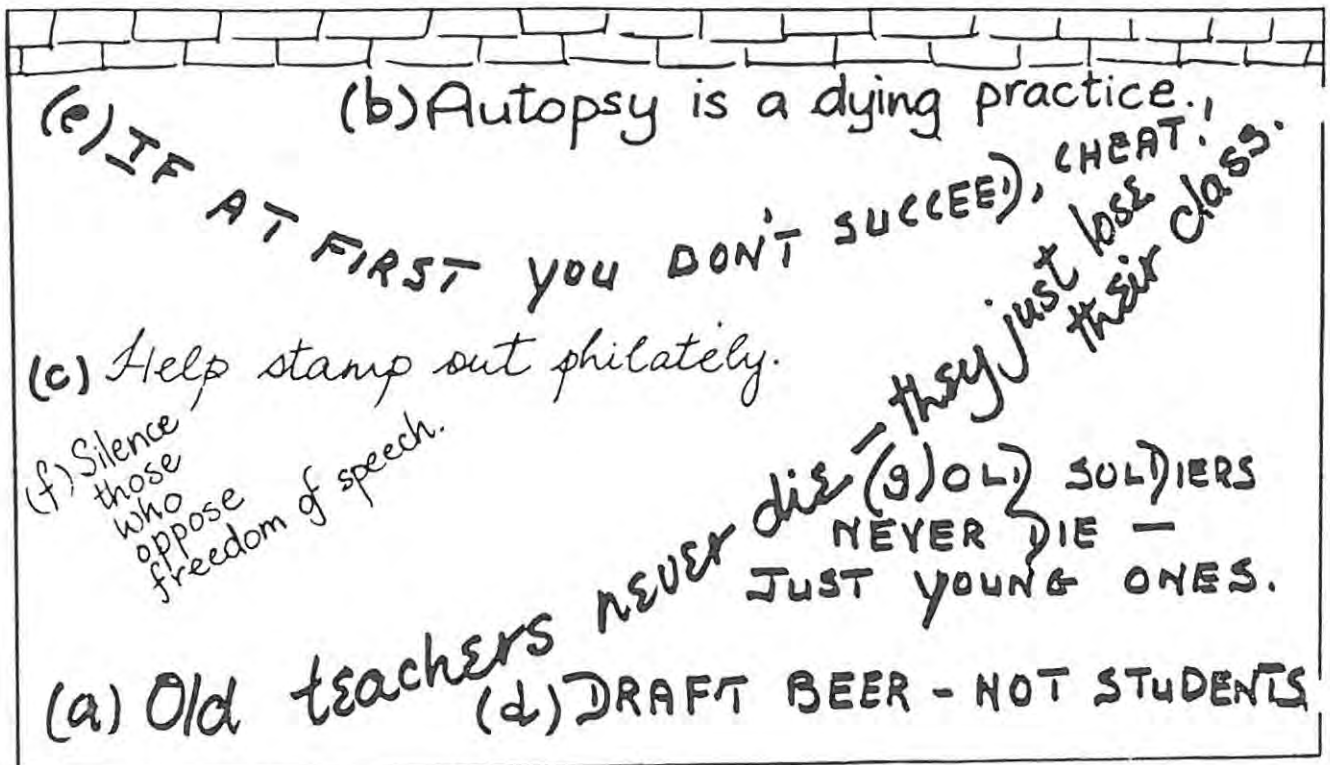 (b) Autopsy is a dying practice.,
(e) IF AT FIRST YOU DON'T SUCCEED, CHEAT!
(c) Help stamp out philately.
(f) Silence
those
who
oppose
freedom of speech.
(a) Old teachers never die — they just lose
their class.
(g) OLD SOLDIERS
NEVER DIE —
JUST YOUNG ONES.
(d) DRAFT BEER - NOT STUDENTS